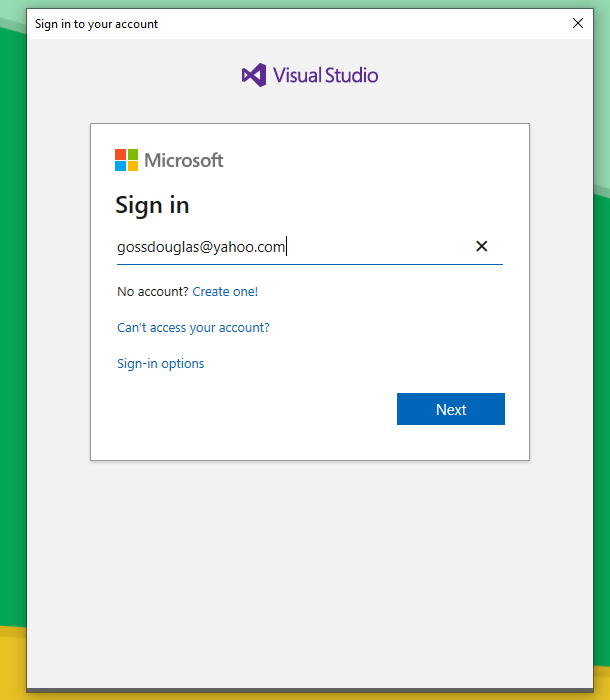 Sign in to your account
Visual Studio
Microsoft
Sign in
gossdouglas@yahoo.com
No account? Create one!
Can't access your account?
Sign-in options
Next